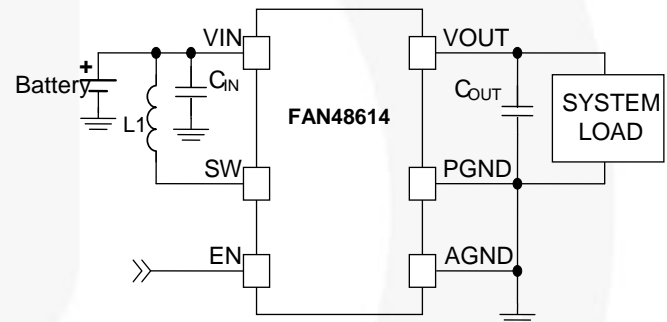 VIN
VOUT
+
Battery
CIN
COUT
L1
FAN48614
SYSTEM
LOAD
SW
PGND
EN
AGND